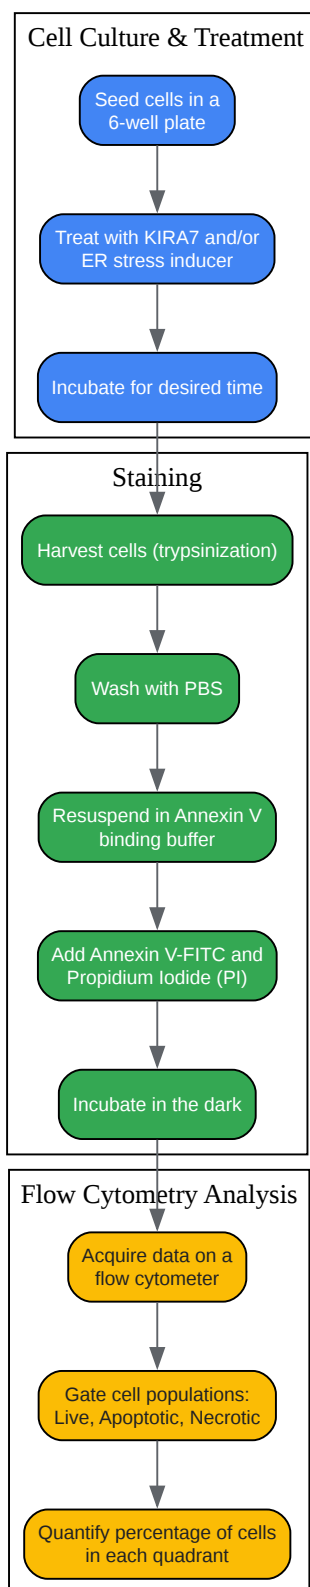 Cell Culture & Treatment
Seed cells in a
6-well plate
Treat with KIRA7 and/or
ER stress inducer
Incubate for desired time
Staining
Harvest cells (trypsinization)
Wash with PBS
Resuspend in Annexin V
binding buffer
Add Annexin V-FITC and
Propidium Iodide (PI)
Incubate in the dark
Flow Cytometry Analysis
Acquire data on a
flow cytometer
Gate cell populations:
Live, Apoptotic, Necrotic
Quantify percentage of cells
in each quadrant